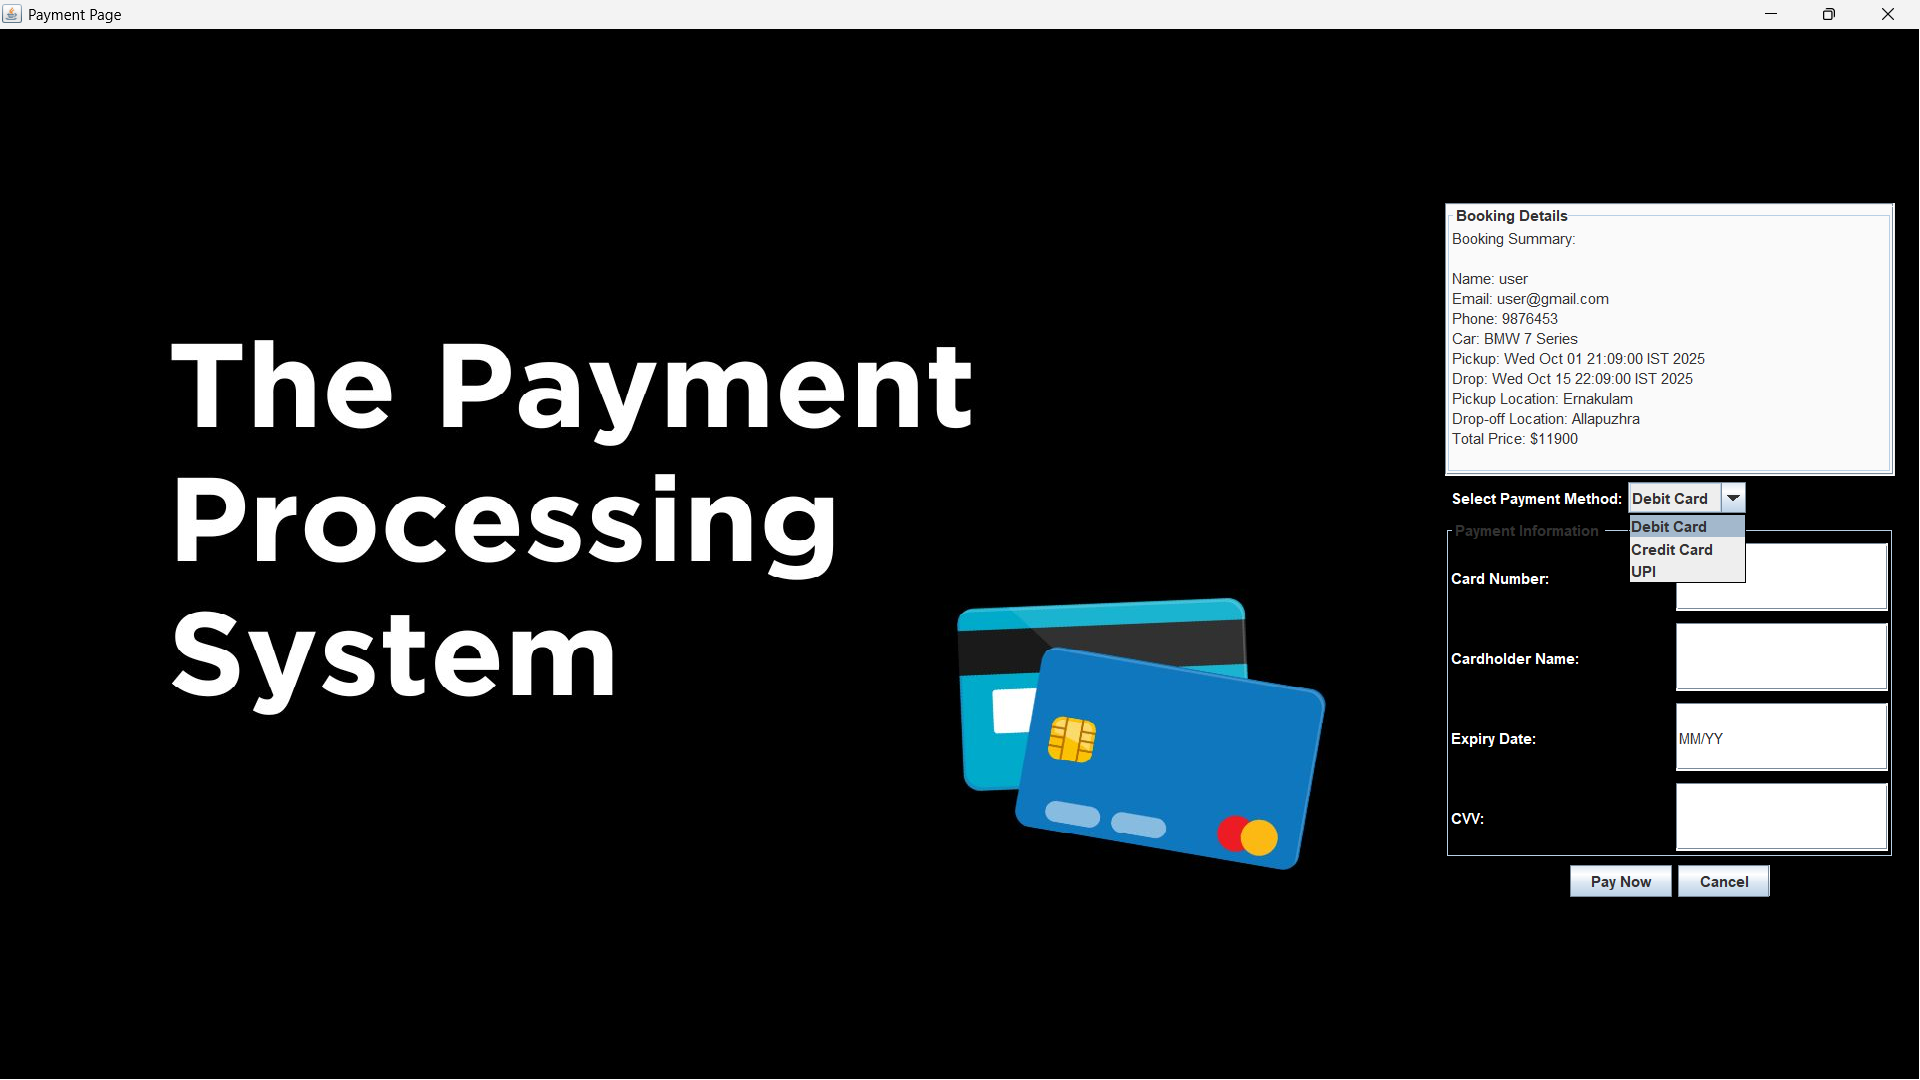 Payment Page
The Payment
Processing
System
Booking Details
Booking Summary:
Name: user
Email: user@gmail.com
Phone: 9876453
Car: BMW 7 Series
Pickup: Wed Oct 01 21:09:00 IST 2025
Drop: Wed Oct 15 22:09:00 IST 2025
Pickup Location: Ernakulam
Drop-off Location: Allapuzhra
Total Price: $11900
Select Payment Method: Debit Card
Debit Card
Credit Card
UPI
Payment Information
Card Number:
Cardholder Name:
Expiry Date: MM/YY
CVV:
Pay Now Cancel